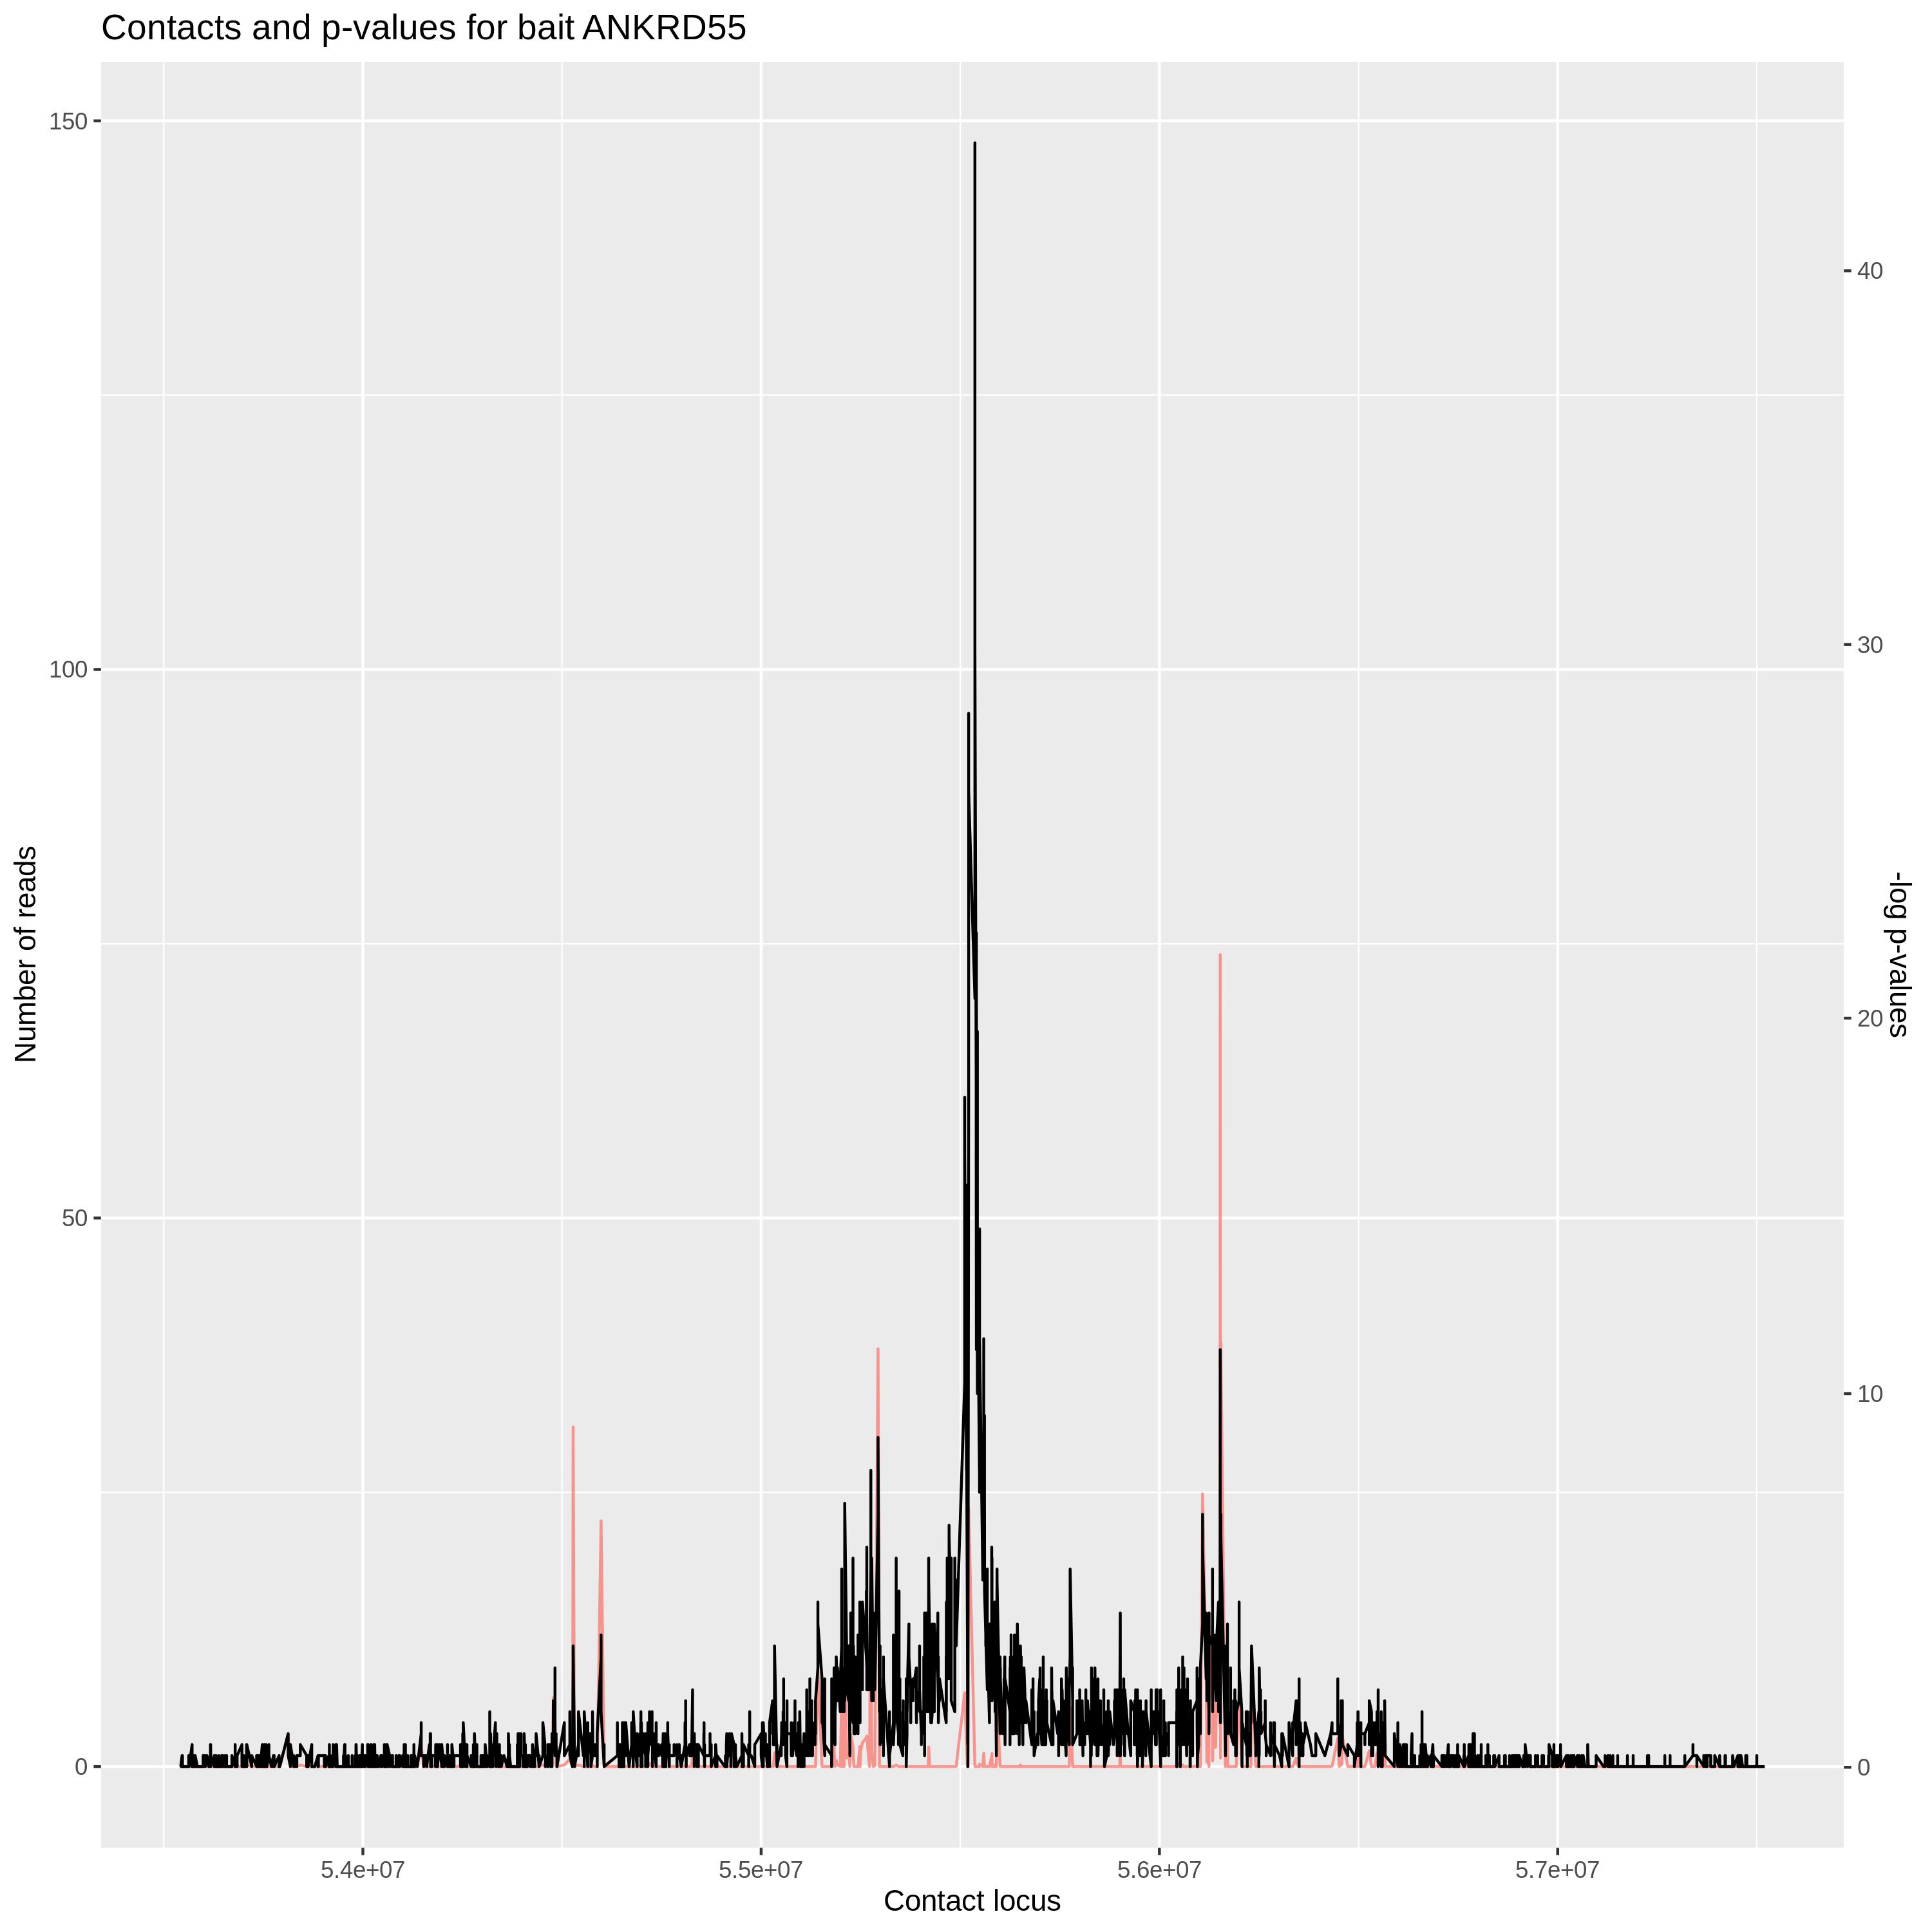 Contacts and p-values for bait ANKRD55
150
100
50
0
Number of reads
40
30
20
10
0
-log p-values
5.4e+07
5.5e+07
5.6e+07
5.7e+07
Contact locus